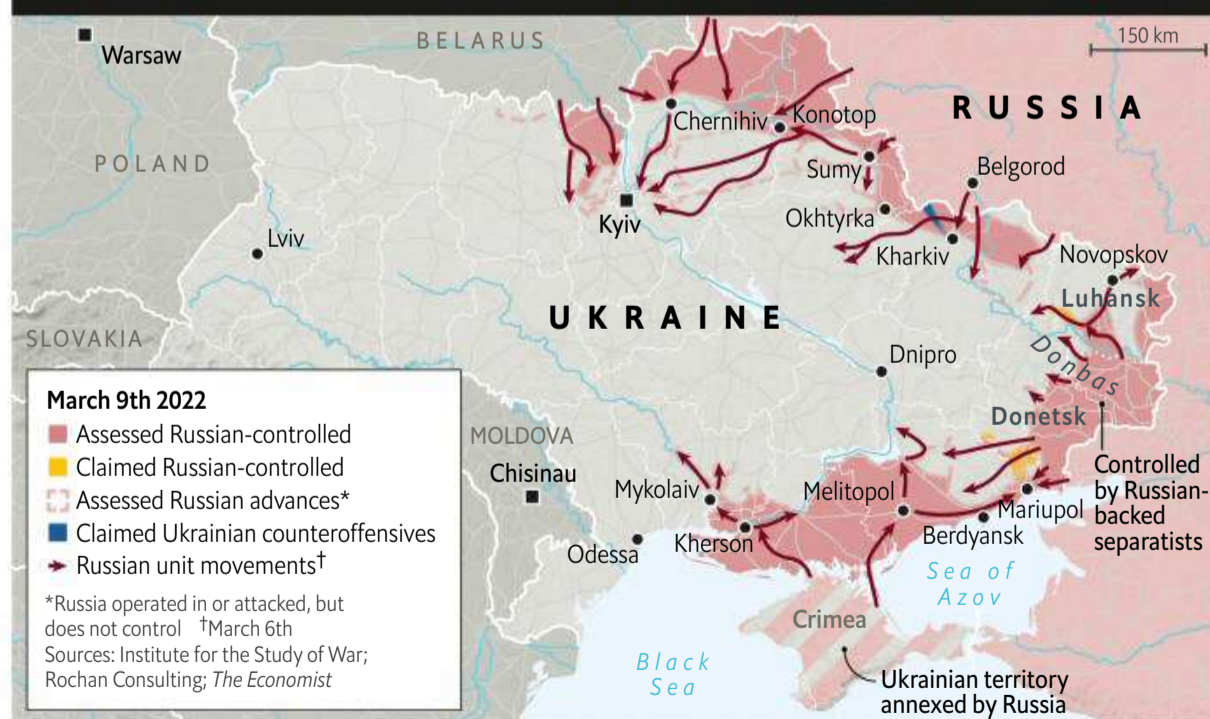 150 km
BELARUS
Warsaw
RUSSIA
Chernihiv
Konotop
POLAND
Sumy
Belgorod
Kyiv
Okhtyrka
Lviv
Kharkiv
Novopskov
Luhansk
UKRAINE
SLOVAKIA
Donbas
Dnipro
Donetsk
MOLDOVA
Chisinau
Mykolaiv
Melitopol
Mariupol
Controlled
by Russian-
backed
separatists
Odessa
Kherson
Berdyansk
Sea of
Azov
Crimea
Black
Sea
Ukrainian territory
annexed by Russia
March 9th 2022
Assessed Russian-controlled
Claimed Russian-controlled
Assessed Russian advances*
Claimed Ukrainian counteroffensives
Russian unit movements†
*Russia operated in or attacked, but
does not control †March 6th
Sources: Institute for the Study of War;
Rochan Consulting; The Economist